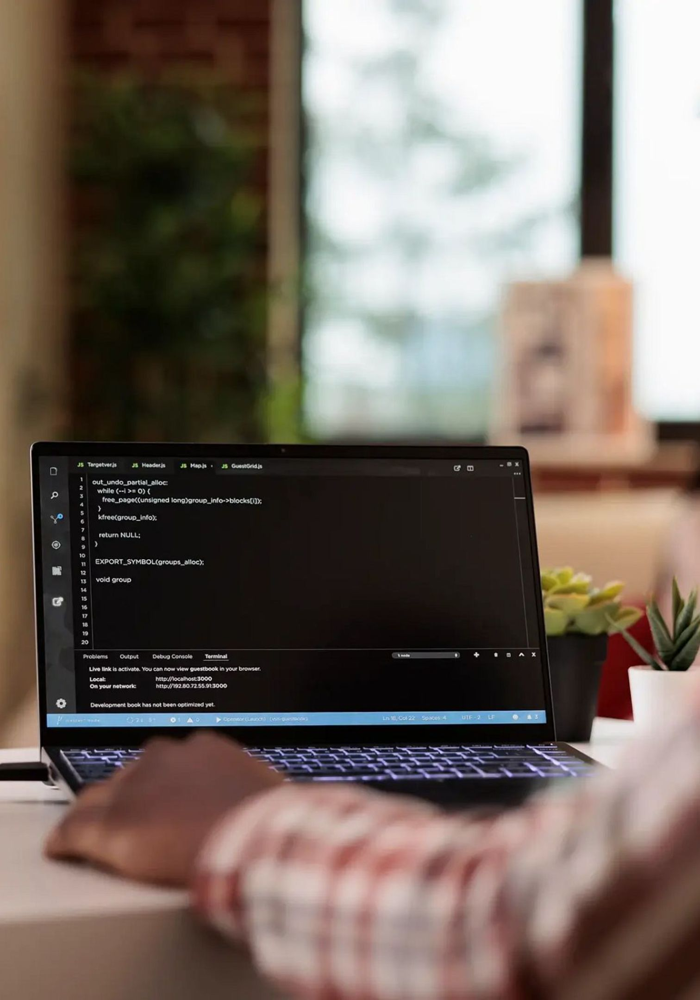 JS Targetver.js JS Header.js JS Map.js JS GuestGrid.js
1
2
3
4
5
6
7
8
9
10
11
12
13
14
15
16
17
18
19
20
out_undo_partial_alloc:
while (--i >= 0) {
free_page((unsigned long)group_info->blocks[i]);
}
kfree(group_info);
return NULL;
}
EXPORT_SYMBOL(groups_alloc);
void group
Problems Output Debug Console Terminal
1: node
Live link is activate. You can now view guestbook in your browser.
Local: http://localhost:3000
On your network: http://192.80.72.55.91:3000
Development book has not been optimized yet.
1 0 Operator (Launch) (vsls-guestbook) Ln 18, Col 22 Spaces: 4 UTF - 2 LF 3